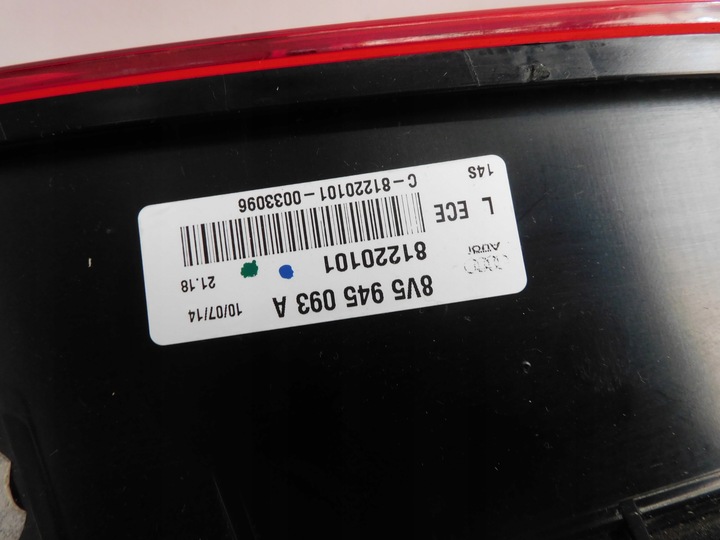 8V5 945 093 A
10/07/14
81220101
21.18
Audi
L ECE
C-81220101-0033096
14S